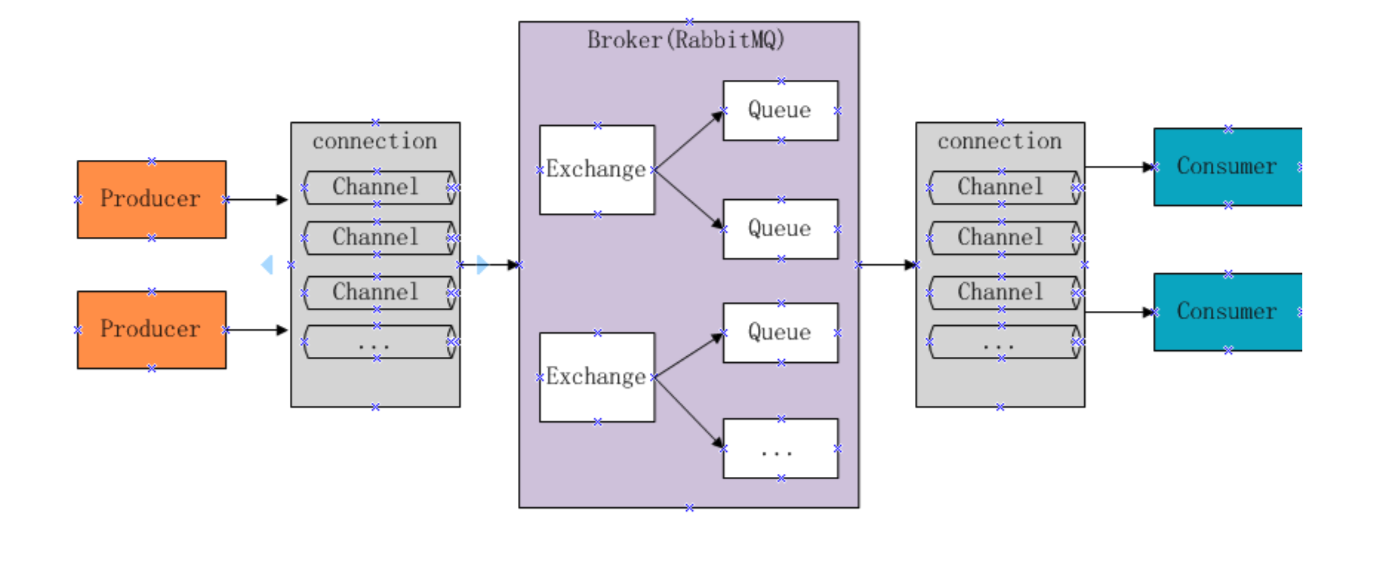 Producer
Producer
connection
Channel
Channel
Channel
...
Broker(RabbitMQ)
Exchange
Queue
Queue
Exchange
Queue
...
connection
Channel
Channel
Channel
...
Consumer
Consumer